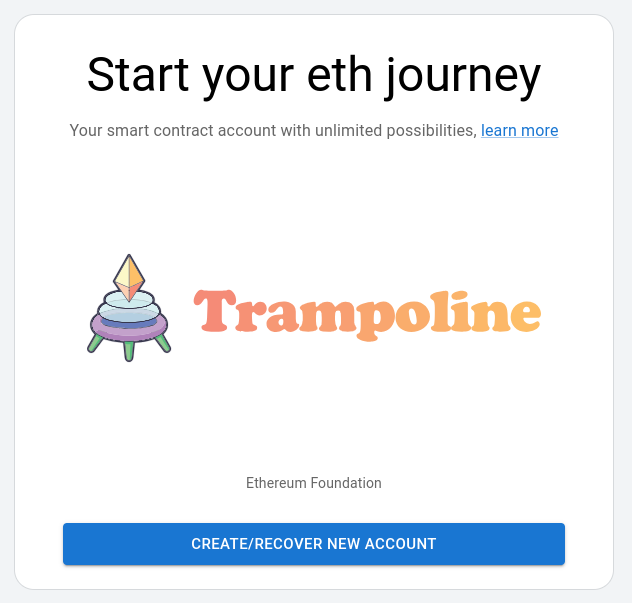 Start your eth journey
Your smart contract account with unlimited possibilities, learn more
Trampoline
Ethereum Foundation
CREATE/RECOVER NEW ACCOUNT